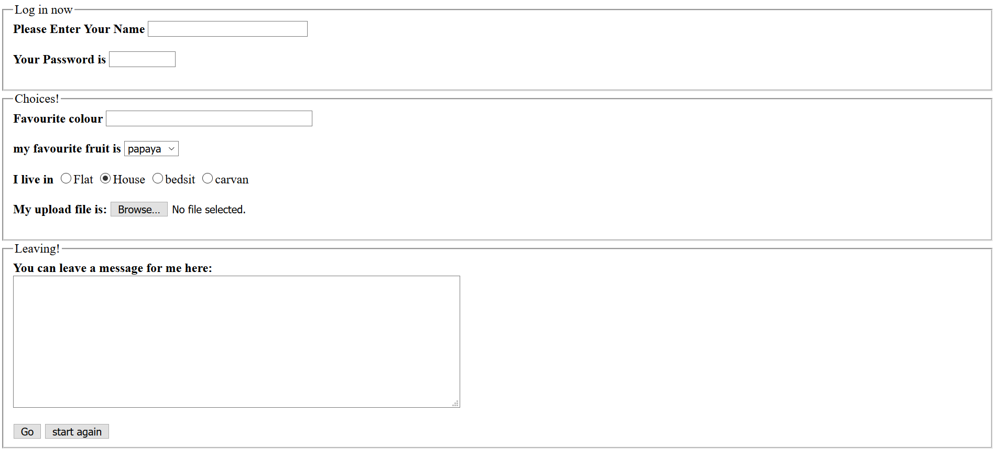 Log in now
Please Enter Your Name
Your Password is
Choices!
Favourite colour
my favourite fruit is papaya
I live in Flat House bedsit carvan
My upload file is: Browse... No file selected.
Leaving!
You can leave a message for me here:
Go start again